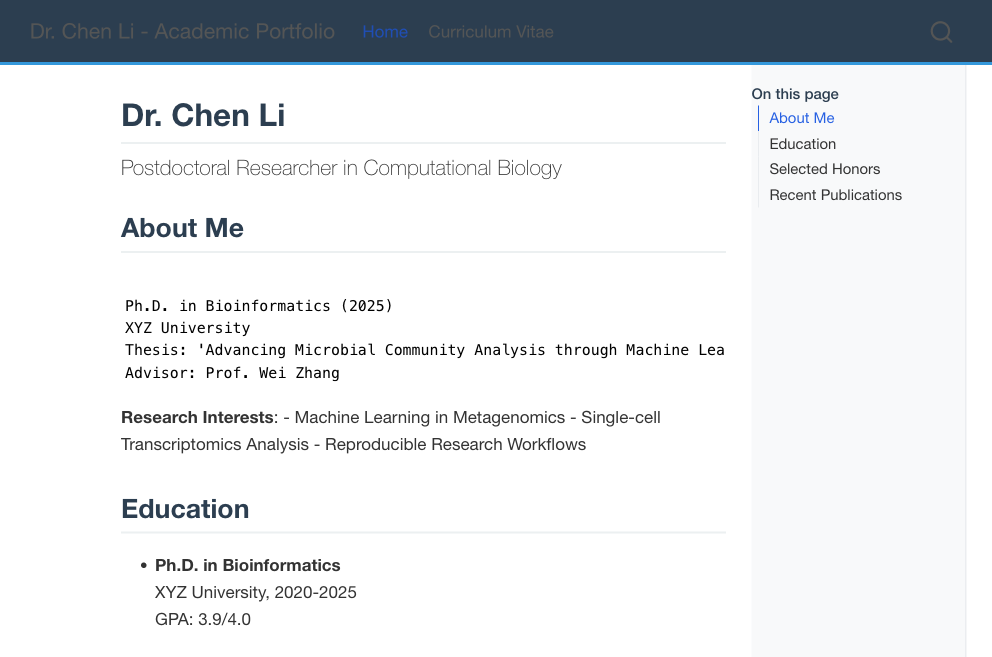 Dr. Chen Li - Academic Portfolio Home Curriculum Vitae
Dr. Chen Li
Postdoctoral Researcher in Computational Biology
About Me
Ph.D. in Bioinformatics (2025)
XYZ University
Thesis: 'Advancing Microbial Community Analysis through Machine Lea
Advisor: Prof. Wei Zhang
Research Interests: - Machine Learning in Metagenomics - Single-cell
Transcriptomics Analysis - Reproducible Research Workflows
Education
• Ph.D. in Bioinformatics
XYZ University, 2020-2025
GPA: 3.9/4.0
On this page
About Me
Education
Selected Honors
Recent Publications